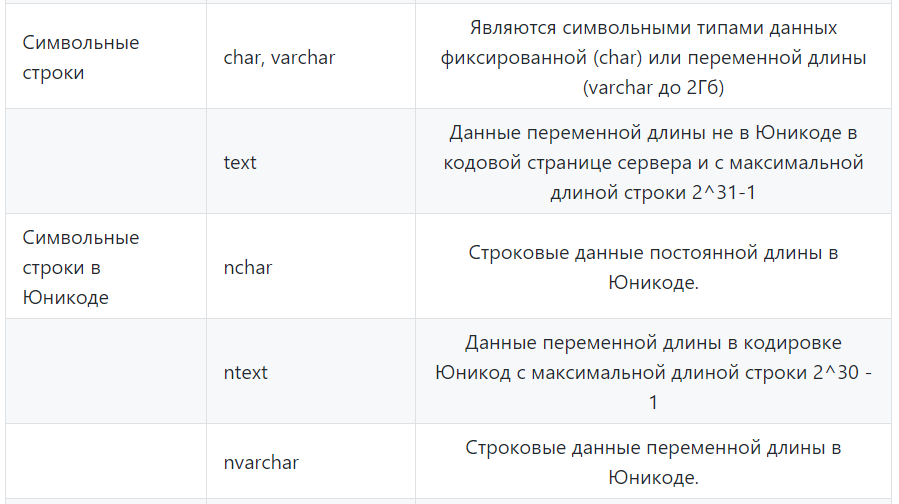 Символьные
строки
char, varchar
Являются символьными типами данных
фиксированной (char) или переменной длины
(varchar до 2Гб)
text
Данные переменной длины не в Юникоде в
кодовой странице сервера и с максимальной
длиной строки 2^31-1
Символьные
строки в
Юникоде
nchar
Строковые данные постоянной длины в
Юникоде.
ntext
Данные переменной длины в кодировке
Юникод с максимальной длиной строки 2^30 -
1
nvarchar
Строковые данные переменной длины в
Юникоде.